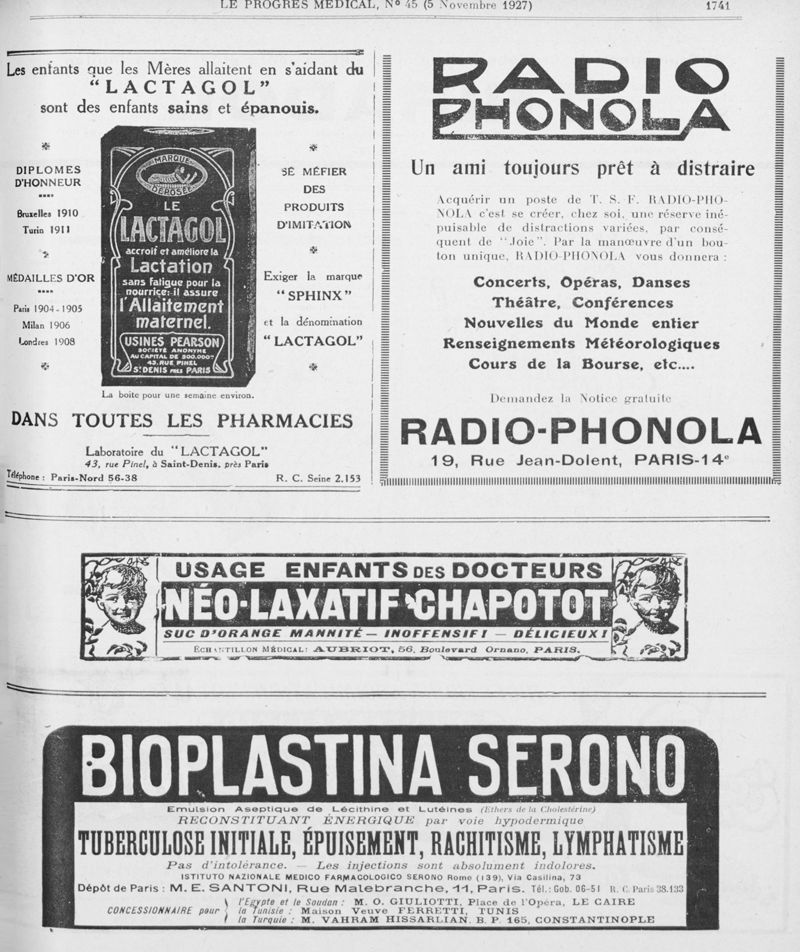 LE PROGRÈS MÉDICAL, Nº 45 (5 Novembre 1927)
1741
Les enfants que les Mères allaitent en s'aidant du
“LACTAGOL”
sont des enfants sains et épanouis.
DIPLOMES
D'HONNEUR
Bruxelles 1910
Turin 1911
MÉDAILLES D'OR
Paris 1904-1905
Milan 1906
Londres 1908
MARQUE
DÉPOSÉE
LE
LACTAGOL
accroit et améliore la
Lactation
sans fatigue pour la
nourrice: il assure
l'Allaitement
maternel.
USINES PEARSON
SOCIÉTÉ ANONYME
AU CAPITAL DE 500.000f
43, RUE PINEL
St DENIS PRÈS PARIS
SE MÉFIER
DES
PRODUITS
D'IMITATION
Exiger la marque
“SPHINX”
et la dénomination
“LACTAGOL”
La boite pour une semaine environ.
DANS TOUTES LES PHARMACIES
Laboratoire du “LACTAGOL”
43, rue Pinel, à Saint-Denis, près Paris
Téléphone : Paris-Nord 56-38
R. C. Seine 2.153
RADIO
PHONOLA
Un ami toujours prêt à distraire
Acquérir un poste de T. S. F. RADIO-PHO-
NOLA c'est se créer, chez soi, une réserve iné-
puisable de distractions variées, par consé-
quent de “Joie”. Par la manœuvre d'un bou-
ton unique, RADIO-PHONOLA vous donnera :
Concerts, Opéras, Danses
Théâtre, Conférences
Nouvelles du Monde entier
Renseignements Météorologiques
Cours de la Bourse, etc....
Demandez la Notice gratuite
RADIO-PHONOLA
19, Rue Jean-Dolent, PARIS-14e
USAGE ENFANTS DES DOCTEURS
NÉO-LAXATIF CHAPOTOT
SUC D'ORANGE MANNITÉ — INOFFENSIF! — DÉLICIEUX!
ECHANTILLON MÉDICAL: AUBRIOT, 56, Boulevard Ornano, PARIS.
BIOPLASTINA SERONO
Emulsion Aseptique de Lécithine et Lutéines (Ethers de la Cholestérine)
RECONSTITUANT ÉNERGIQUE par voie hypodermique
TUBERCULOSE INITIALE, ÉPUISEMENT, RACHITISME, LYMPHATISME
Pas d'intolérance. — Les injections sont absolument indolores.
ISTITUTO NAZIONALE MEDICO FARMACOLOGICO SERONO Rome (139), Via Casilina, 73
Dépôt de Paris : M. E. SANTONI, Rue Malebranche, 11, Paris. Tél.: Gob. 06-51 R. C. Paris 38.133
CONCESSIONNAIRE pour
l'Egypte et le Soudan : M. O. GIULIOTTI, Place de l'Opéra, LE CAIRE
la Tunisie : Maison Veuve FERRETTI, TUNIS
la Turquie : M. VAHRAM HISSARLIAN. B. P. 165, CONSTANTINOPLE